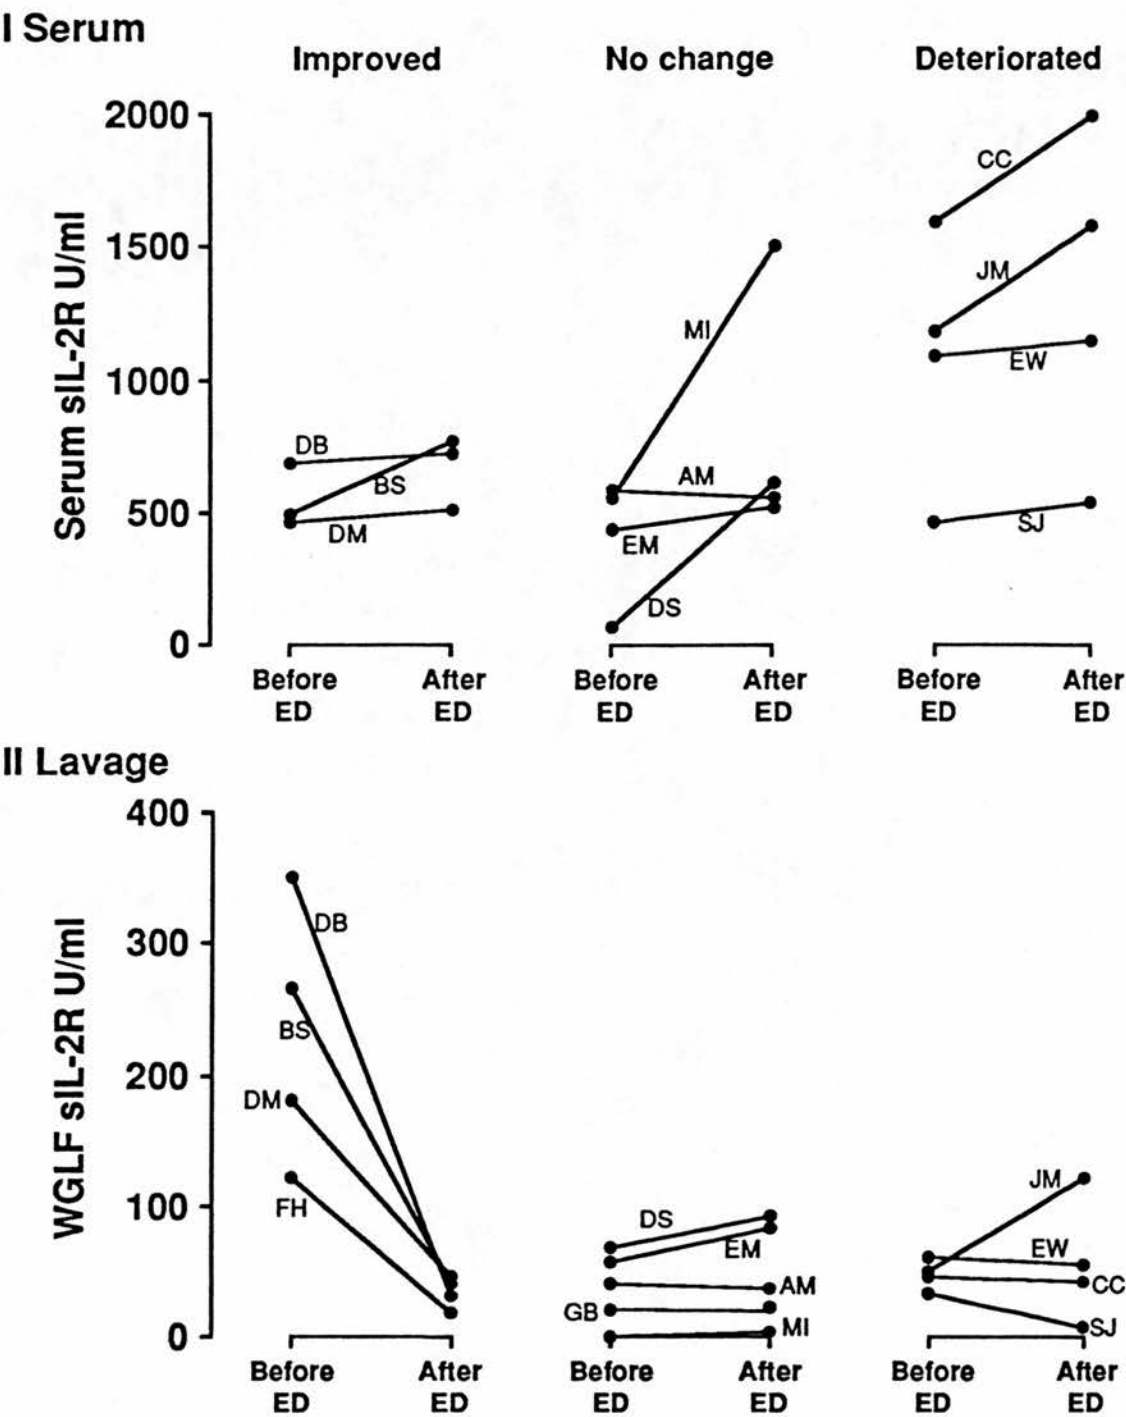 I Serum
Improved No change Deteriorated
Serum sIL-2R U/ml
2000
1500
1000
500
0
DB
BS
DM
MI
AM
EM
DS
CC
JM
EW
SJ
Before After Before After Before After
ED ED ED ED ED ED
II Lavage
WGLF sIL-2R U/ml
400
300
200
100
0
DB
BS
DM
FH
DS
EM
AM
GB
MI
JM
EW
CC
SJ
Before After Before After Before After
ED ED ED ED ED ED